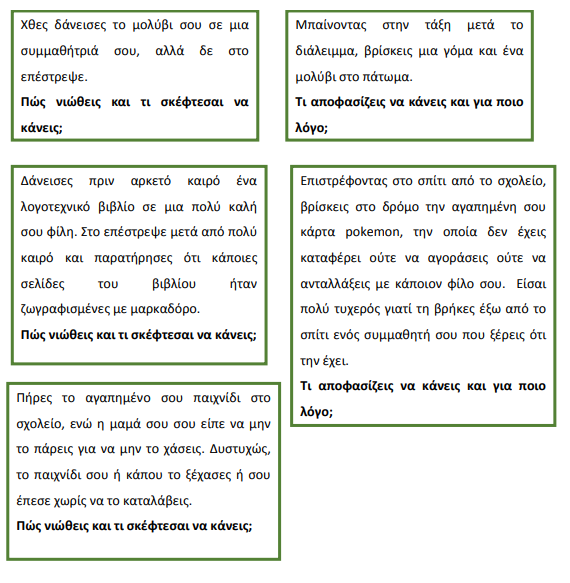 Χθες δάνεισες το μολύβι σου σε μια
συμμαθήτριά σου, αλλά δε στο
επέστρεψε.
Πώς νιώθεις και τι σκέφτεσαι να
κάνεις;
Μπαίνοντας στην τάξη μετά το
διάλειμμα, βρίσκεις μια γόμα και ένα
μολύβι στο πάτωμα.
Τι αποφασίζεις να κάνεις και για ποιο
λόγο;
Δάνεισες πριν αρκετό καιρό ένα
λογοτεχνικό βιβλίο σε μια πολύ καλή
σου φίλη. Στο επέστρεψε μετά από πολύ
καιρό και παρατήρησες ότι κάποιες
σελίδες του βιβλίου ήταν
ζωγραφισμένες με μαρκαδόρο.
Πώς νιώθεις και τι σκέφτεσαι να κάνεις;
Επιστρέφοντας στο σπίτι από το σχολείο,
βρίσκεις στο δρόμο την αγαπημένη σου
κάρτα pokemon, την οποία δεν έχεις
καταφέρει ούτε να αγοράσεις ούτε να
ανταλλάξεις με κάποιον φίλο σου. Είσαι
πολύ τυχερός γιατί τη βρήκες έξω από το
σπίτι ενός συμμαθητή σου που ξέρεις ότι
την έχει.
Τι αποφασίζεις να κάνεις και για ποιο
λόγο;
Πήρες το αγαπημένο σου παιχνίδι στο
σχολείο, ενώ η μαμά σου σου είπε να μην
το πάρεις για να μην το χάσεις. Δυστυχώς,
το παιχνίδι σου ή κάπου το ξέχασες ή σου
έπεσε χωρίς να το καταλάβεις.
Πώς νιώθεις και τι σκέφτεσαι να κάνεις;